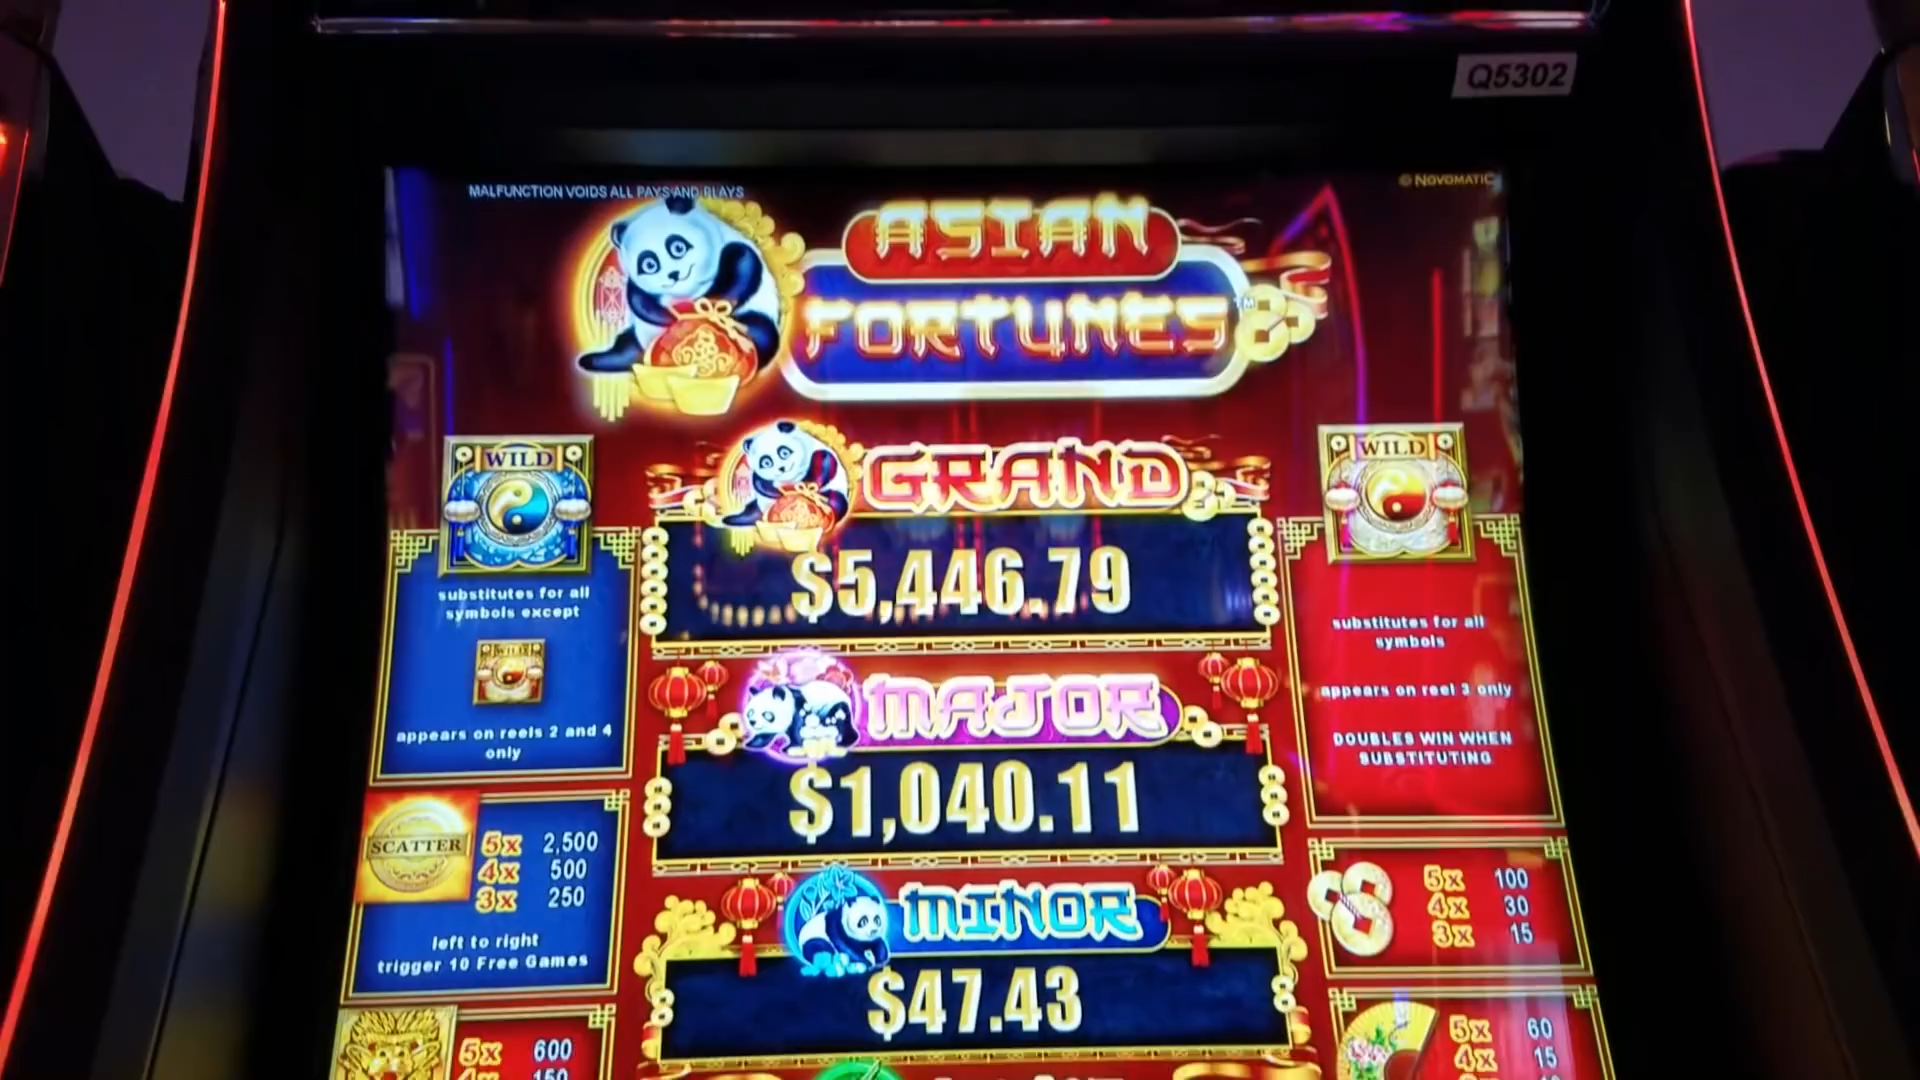 Q5302
MALFUNCTION VOIDS ALL PAYS AND PLAYS
© NOVOMATIC
ASIAN
FORTUNES™
WILD
substitutes for all
symbols except
WILD
appears on reels 2 and 4
only
SCATTER
5x 2,500
4x 500
3x 250
left to right
trigger 10 Free Games
5x 600
4x 150
GRAND
$5,446.79
MAJOR
$1,040.11
MINOR
$47.43
WILD
substitutes for all
symbols
appears on reel 3 only
DOUBLES WIN WHEN
SUBSTITUTING
5x 100
4x 30
3x 15
5x 60
4x 15